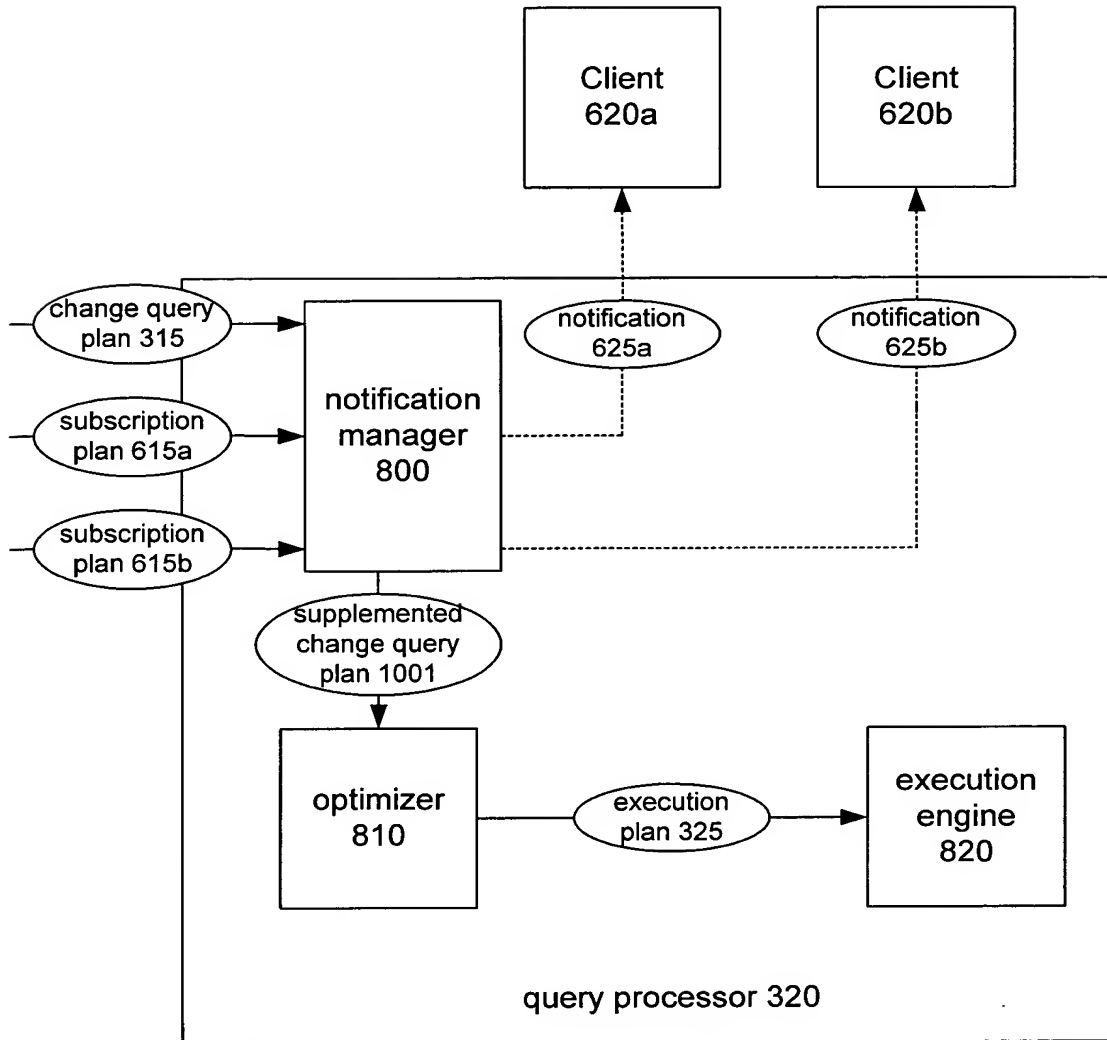 Client
620a
Client
620b
change query
plan 315
notification
625a
notification
625b
subscription
plan 615a
notification
manager
800
subscription
plan 615b
supplemented
change query
plan 1001
optimizer
810
execution
plan 325
execution
engine
820
query processor 320